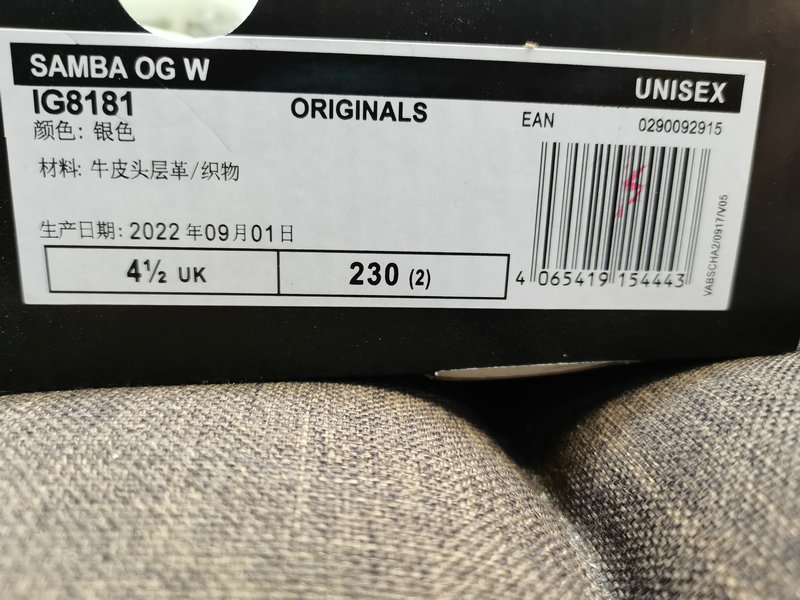 SAMBA OG W
UNISEX
IG8181
ORIGINALS
EAN
0290092915
颜色: 银色
材料: 牛皮头层革/织物
生产日期: 2022 年09月01日
4½ UK
230 (2)
4 065419 154443
VABSCHA2/0917/V05